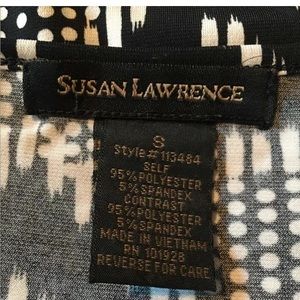 SUSAN LAWRENCE
S
Style# 113484
SELF
95%POLYESTER
5%SPANDEX
CONTRAST
95%POLYESTER
5%SPANDEX
MADE IN VIETNAM
RN 101928
REVERSE FOR CARE